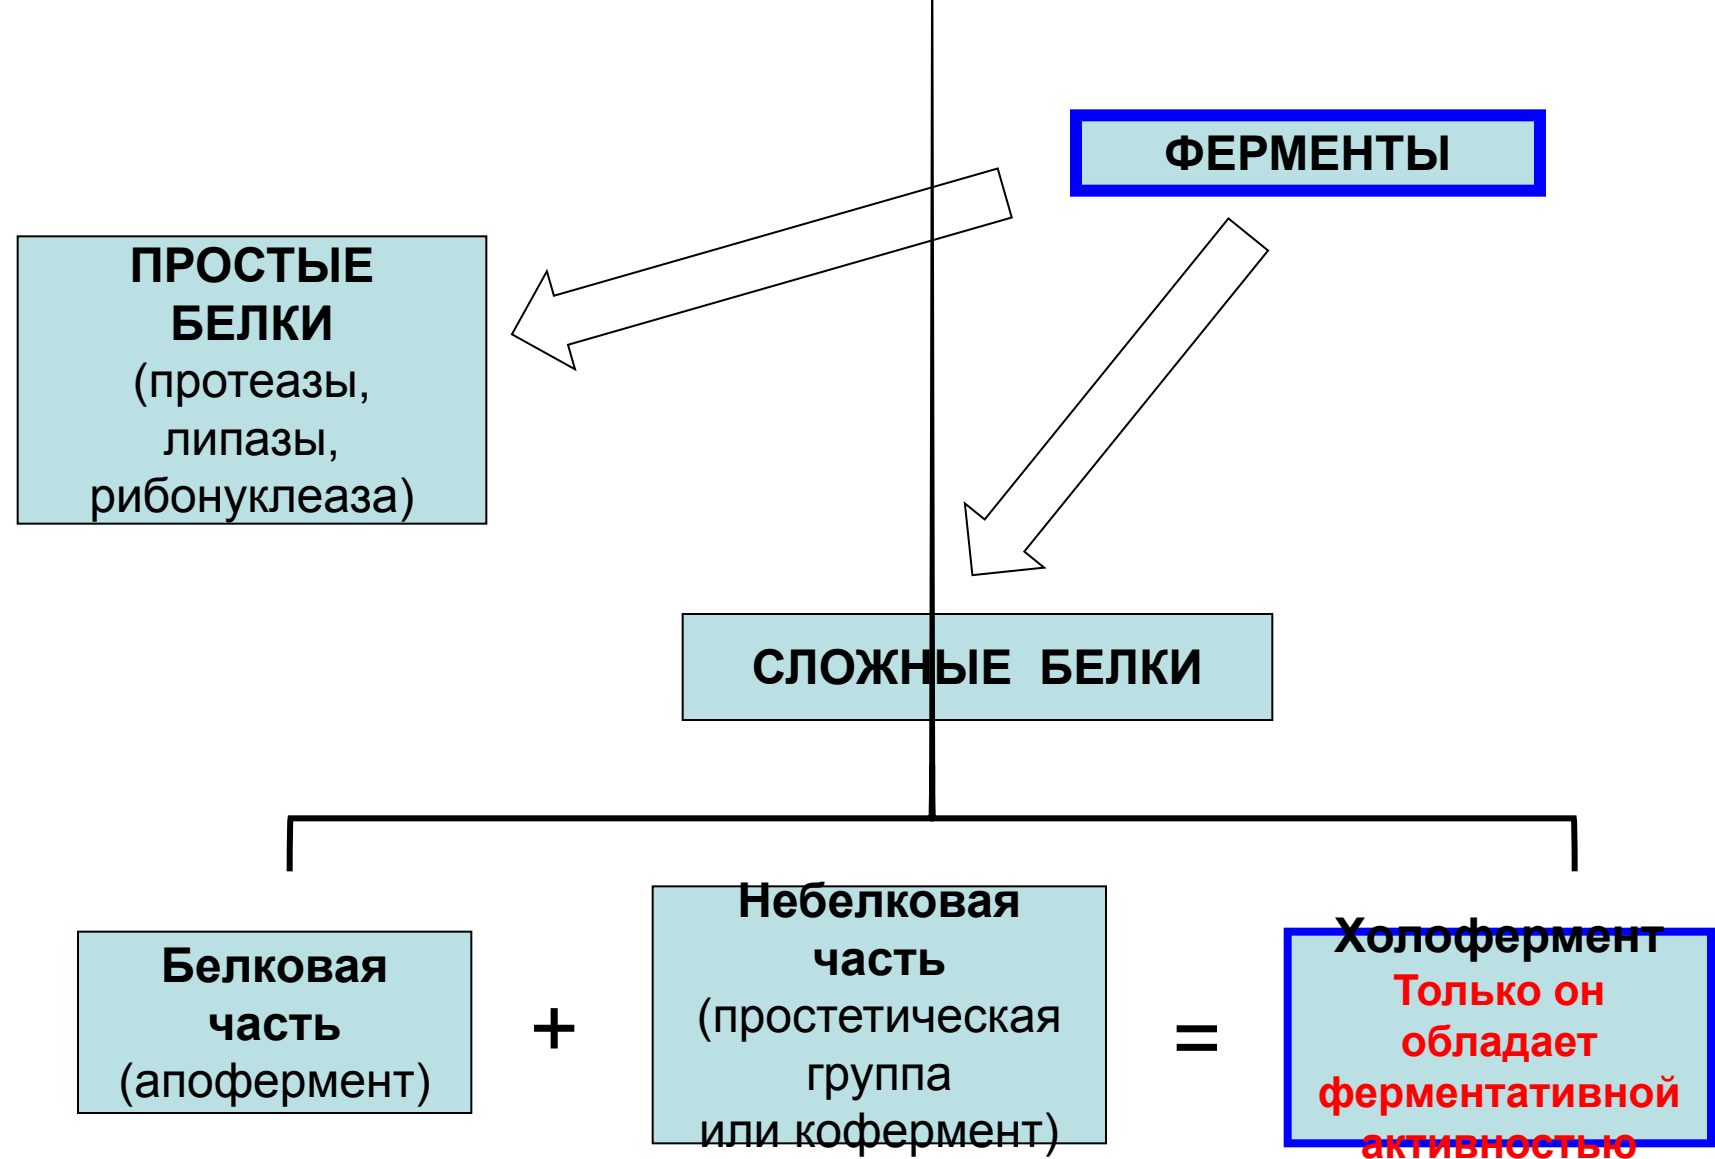 ФЕРМЕНТЫ
ПРОСТЫЕ
БЕЛКИ
(протеазы,
липазы,
рибонуклеаза)
СЛОЖНЫЕ БЕЛКИ
Белковая
часть
(апофермент)
+
Небелковая
часть
(простетическая
группа
или кофермент)
=
Холофермент
Только он
обладает
ферментативной
активностью